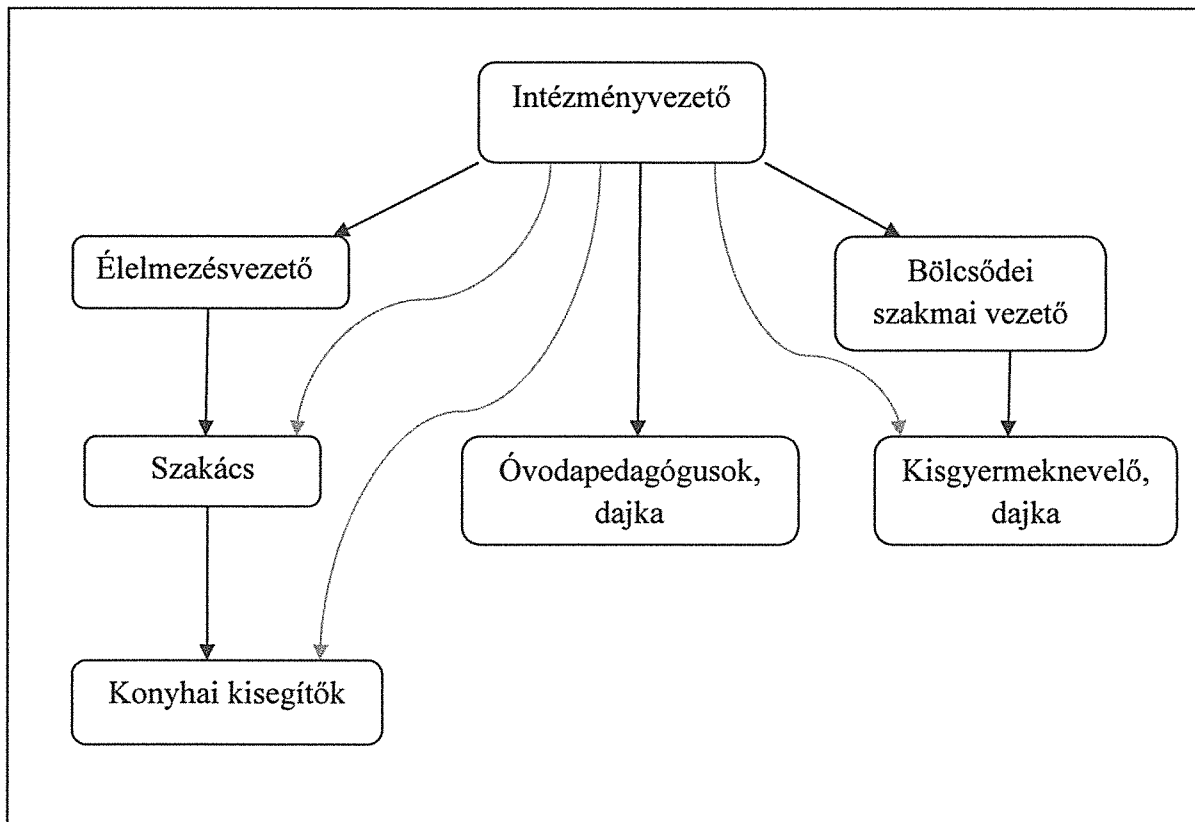 Intézményvezető
Élelmezésvezető
Bölcsődei
szakmai vezető
Szakács
Óvodapedagógusok,
dajka
Kisgyermeknevelő,
dajka
Konyhai kisegítők